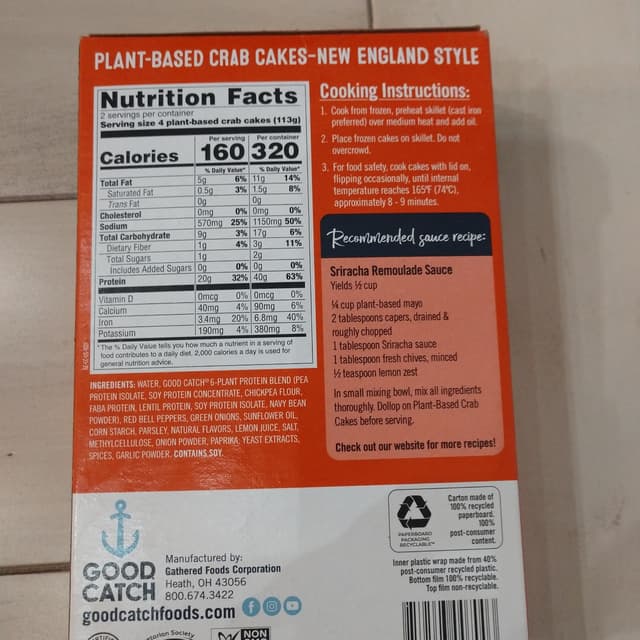 PLANT-BASED CRAB CAKES-NEW ENGLAND STYLE
Nutrition Facts
2 servings per container
Serving size 4 plant-based crab cakes (113g)
Per serving Per container
Calories 160 320
% Daily Value* % Daily Value*
Total Fat 5g 6% 11g 14%
Saturated Fat 0.5g 3% 1.5g 8%
Trans Fat 0g 0g
Cholesterol 0mg 0% 0mg 0%
Sodium 570mg 25% 1150mg 50%
Total Carbohydrate 9g 3% 17g 6%
Dietary Fiber 1g 4% 3g 11%
Total Sugars 1g 2g
Includes Added Sugars 0g 0% 0g 0%
Protein 20g 32% 40g 63%
Vitamin D 0mcg 0% 0mcg 0%
Calcium 40mg 4% 90mg 6%
Iron 3.4mg 20% 6.8mg 40%
Potassium 190mg 4% 380mg 8%
*The % Daily Value tells you how much a nutrient in a serving of
food contributes to a daily diet. 2,000 calories a day is used for
general nutrition advice.
INGREDIENTS: WATER, GOOD CATCH® 6-PLANT PROTEIN BLEND (PEA
PROTEIN ISOLATE, SOY PROTEIN CONCENTRATE, CHICKPEA FLOUR,
FABA PROTEIN, LENTIL PROTEIN, SOY PROTEIN ISOLATE, NAVY BEAN
POWDER), RED BELL PEPPERS, GREEN ONIONS, SUNFLOWER OIL,
CORN STARCH, PARSLEY, NATURAL FLAVORS, LEMON JUICE, SALT,
METHYLCELLULOSE, ONION POWDER, PAPRIKA, YEAST EXTRACTS,
SPICES, GARLIC POWDER. CONTAINS SOY.
Cooking Instructions:
1. Cook from frozen, preheat skillet (cast iron
preferred) over medium heat and add oil.
2. Place frozen cakes on skillet. Do not
overcrowd.
3. For food safety, cook cakes with lid on,
flipping occasionally, until internal
temperature reaches 165°F (74°C),
approximately 8 - 9 minutes.
Recommended sauce recipe:
Sriracha Remoulade Sauce
Yields ½ cup
¼ cup plant-based mayo
2 tablespoons capers, drained &
roughly chopped
1 tablespoon Sriracha sauce
1 tablespoon fresh chives, minced
½ teaspoon lemon zest
In small mixing bowl, mix all ingredients
thoroughly. Dollop on Plant-Based Crab
Cakes before serving.
Check out our website for more recipes!
GOOD
CATCH
Manufactured by:
Gathered Foods Corporation
Heath, OH 43056
800.674.3422
goodcatchfoods.com
PAPERBOARD
PACKAGING
RECYCLABLE™
Carton made of
100% recycled
paperboard.
100%
post-consumer
content.
Inner plastic wrap made from 40%
post-consumer recycled plastic.
Bottom film 100% recyclable.
Top film non-recyclable.
NON